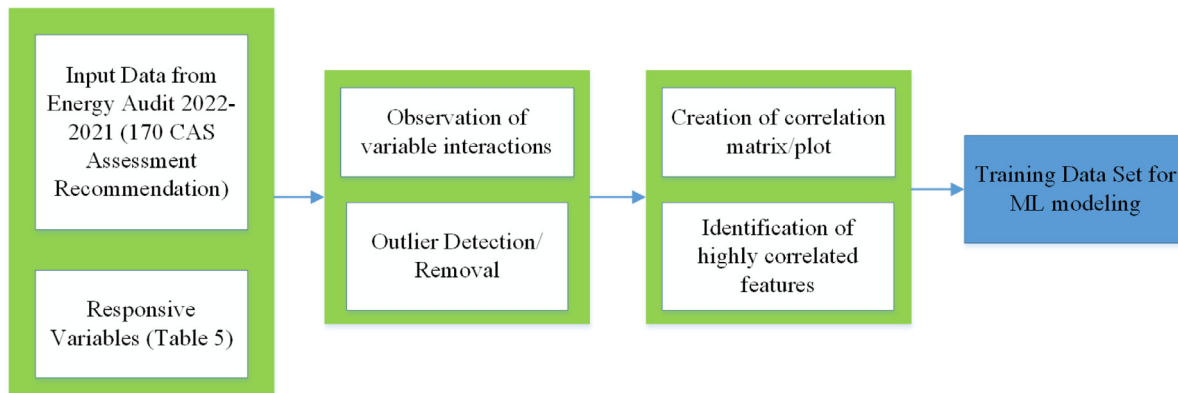 Input Data from
Energy Audit 2022-
2021 (170 CAS
Assessment
Recommendation)
Responsive
Variables (Table 5)
Observation of
variable interactions
Outlier Detection/
Removal
Creation of correlation
matrix/plot
Identification of
highly correlated
features
Training Data Set for
ML modeling